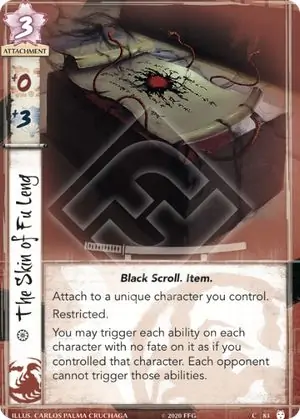 3
ATTACHMENT
+0
+3
The Skin of Fu Leng
Black Scroll. Item.
Attach to a unique character you control.
Restricted.
You may trigger each ability on each
character with no fate on it as if you
controlled that character. Each opponent
cannot trigger those abilities.
ILLUS. CARLOS PALMA CRUCHAGA
© 2020 FFG
C 83